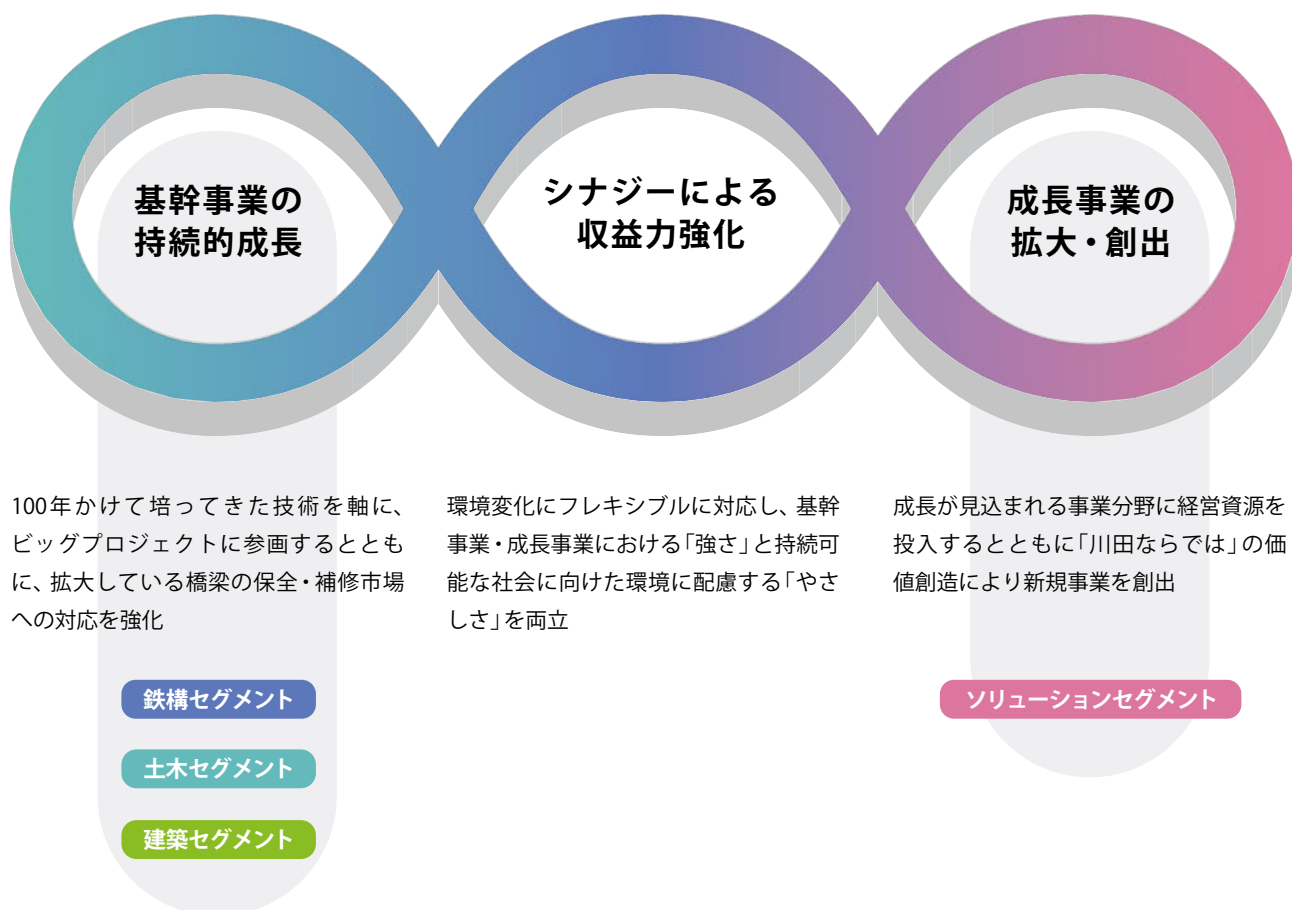 基幹事業の
持続的成長
シナジーによる
収益力強化
成長事業の
拡大・創出
100年かけて培ってきた技術を軸に、
ビッグプロジェクトに参画するととも
に、拡大している橋梁の保全・補修市場
への対応を強化
環境変化にフレキシブルに対応し、基幹
事業・成長事業における「強さ」と持続可
能な社会に向けた環境に配慮する「やさ
しさ」を両立
成長が見込まれる事業分野に経営資源を
投入するとともに「川田ならでは」の価
値創造により新規事業を創出
鉄構セグメント
土木セグメント
建築セグメント
ソリューションセグメント